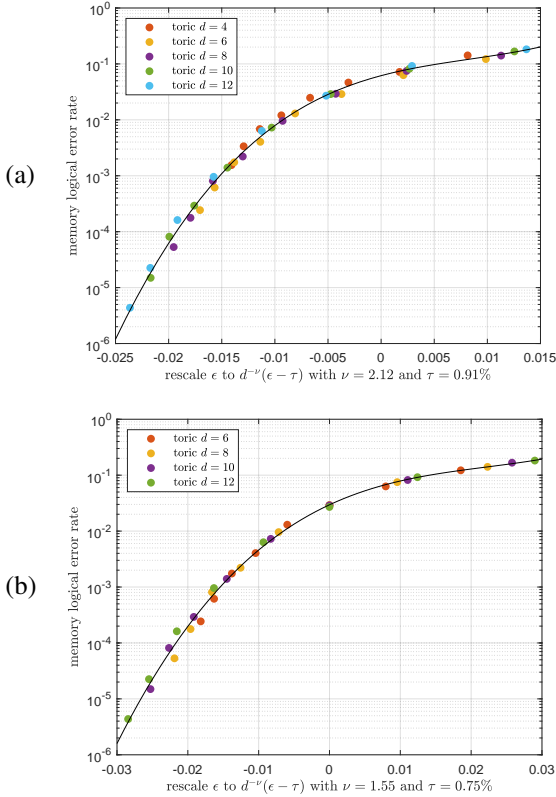 (a)
memory logical error rate
10^0
10^-1
10^-2
10^-3
10^-4
10^-5
10^-6
toric d = 4
toric d = 6
toric d = 8
toric d = 10
toric d = 12
-0.025 -0.02 -0.015 -0.01 -0.005 0 0.005 0.01 0.015
rescale ϵ to d^{-ν}(ϵ − τ) with ν = 2.12 and τ = 0.91%
(b)
memory logical error rate
10^0
10^-1
10^-2
10^-3
10^-4
10^-5
10^-6
toric d = 6
toric d = 8
toric d = 10
toric d = 12
-0.03 -0.02 -0.01 0 0.01 0.02 0.03
rescale ϵ to d^{-ν}(ϵ − τ) with ν = 1.55 and τ = 0.75%